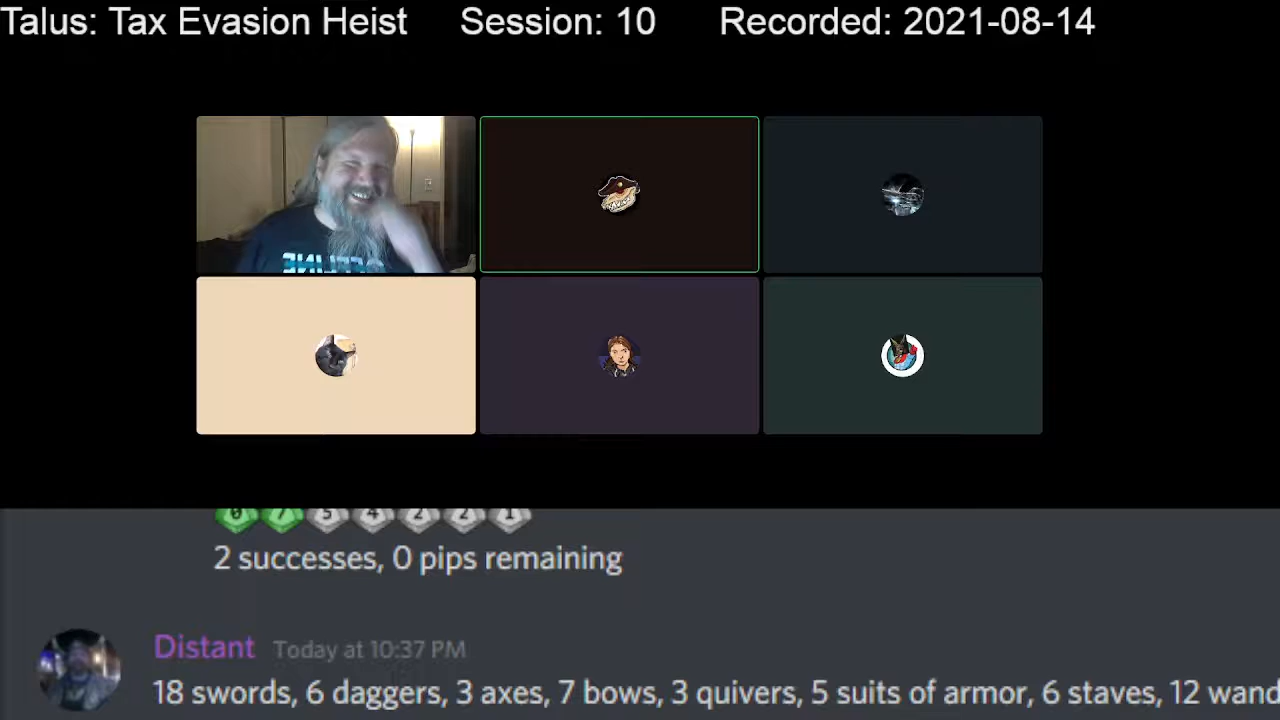 Talus: Tax Evasion Heist Session: 10 Recorded: 2021-08-14
0 7 5 4 2 2 1
2 successes, 0 pips remaining
Distant Today at 10:37 PM
18 swords, 6 daggers, 3 axes, 7 bows, 3 quivers, 5 suits of armor, 6 staves, 12 wand